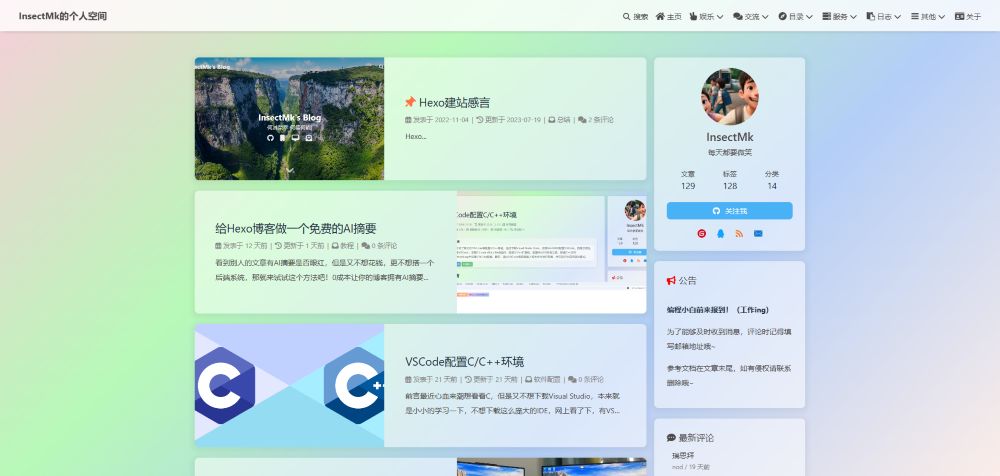 InsectMk的个人空间
搜索 主页 娱乐 交流 目录 服务 日志 其他 关于
InsectMk's Blog
Hexo建站感言
发表于 2022-11-04 | 更新于 2023-07-19 | 总结 | 2 条评论
Hexo...
给Hexo博客做一个免费的AI摘要
发表于 12 天前 | 更新于 1 天前 | 教程 | 0 条评论
看到别人的文章有AI摘要是否眼红，但是又不想花钱，更不想搭一个
后端系统，那就来试试这个方法吧！0成本让你的博客拥有AI摘要...
Code配置C/C++环境
VSCode配置C/C++环境
发表于 21 天前 | 更新于 21 天前 | 软件配置 | 0 条评论
前言最近心血来潮想看看C，但是又不想下载Visual Studio，本来就
是小小的学习一下，不想下载这么庞大的IDE，网上看了下，有VS...
C
C++
InsectMk
每天都要微笑
文章 标签 分类
129 128 14
关注我
公告
编程小白前来报到！（工作ing）
为了能够及时收到消息，评论时记得填
写邮箱地址哦~
参考文档在文章末尾，如有侵权请联系
删除哦~
最新评论
瑞思拜
nod / 19 天前